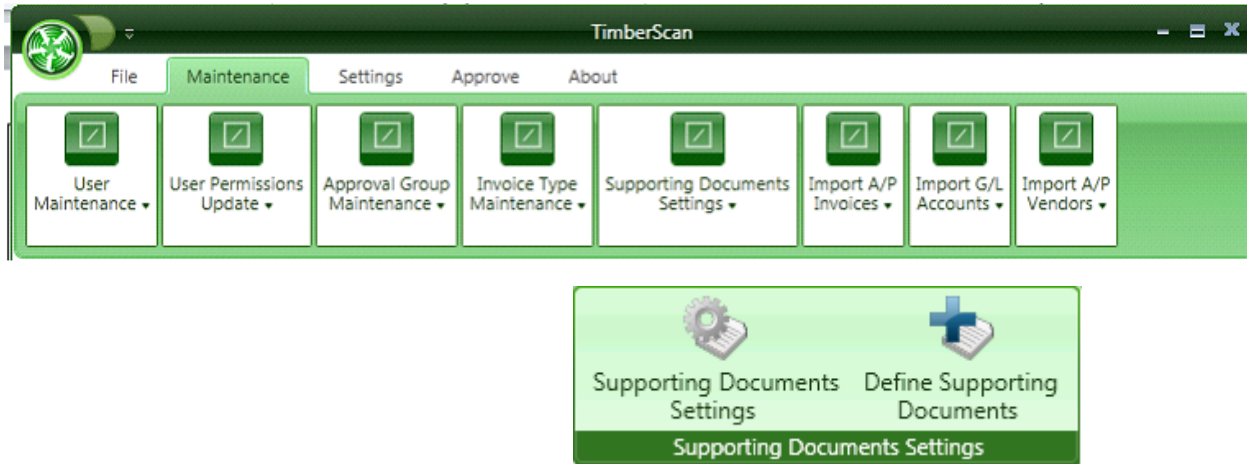 TimberScan
File Maintenance Settings Approve About
User User Permissions Approval Group Invoice Type Supporting Documents Import A/P Import G/L Import A/P
Maintenance Update Maintenance Maintenance Settings Invoices Accounts Vendors
Supporting Documents Define Supporting
Settings Documents
Supporting Documents Settings